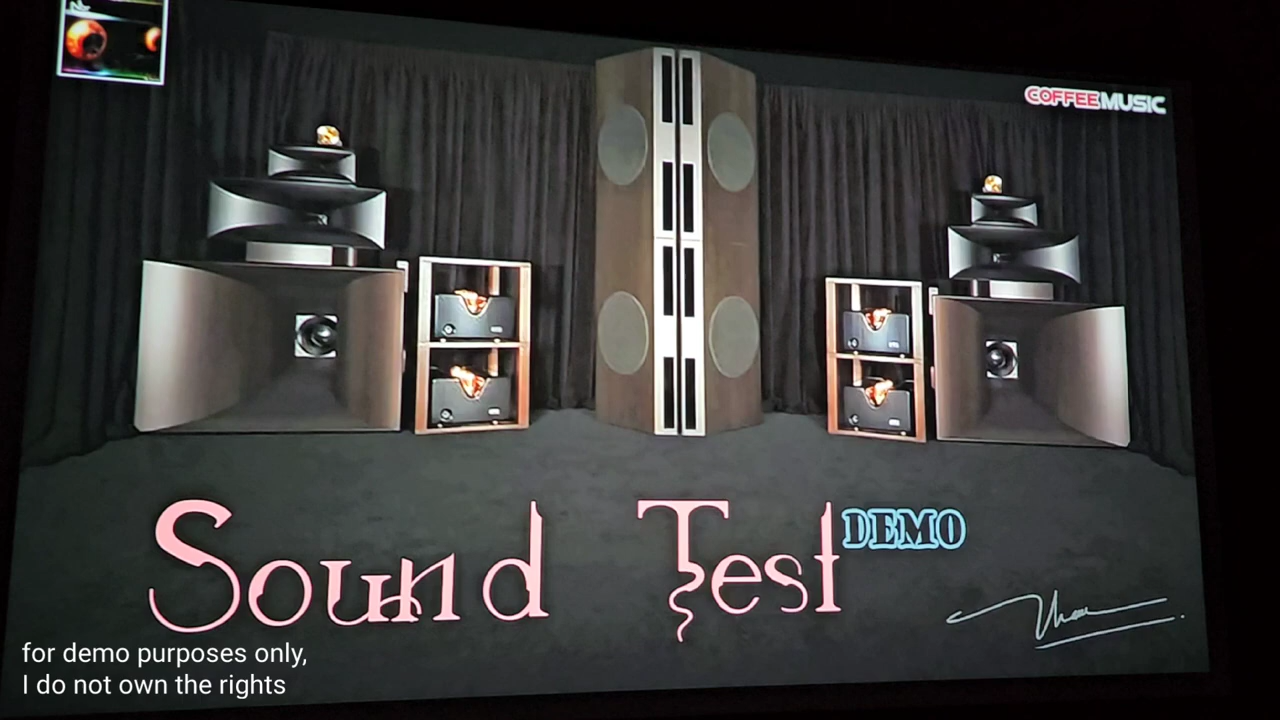 COFFEEMUSIC
Sound Test DEMO
for demo purposes only,
I do not own the rights